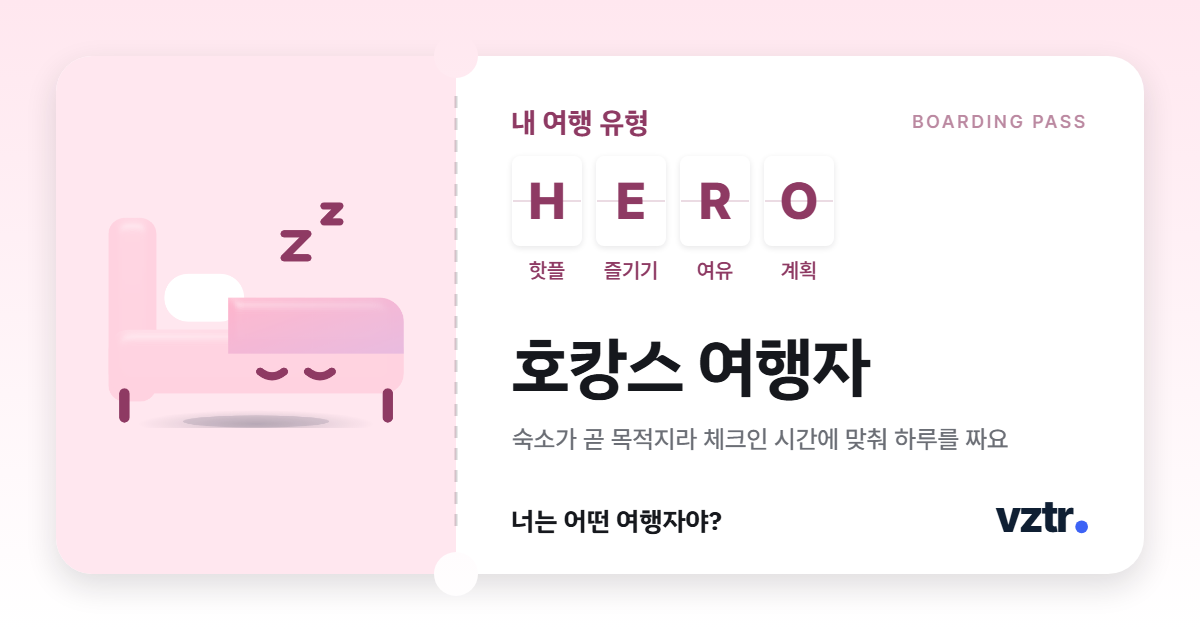 z
z
내 여행 유형
BOARDING PASS
H E R O
핫플 즐기기 여유 계획
호캉스 여행자
숙소가 곧 목적지라 체크인 시간에 맞춰 하루를 짜요
너는 어떤 여행자야?
vztr.